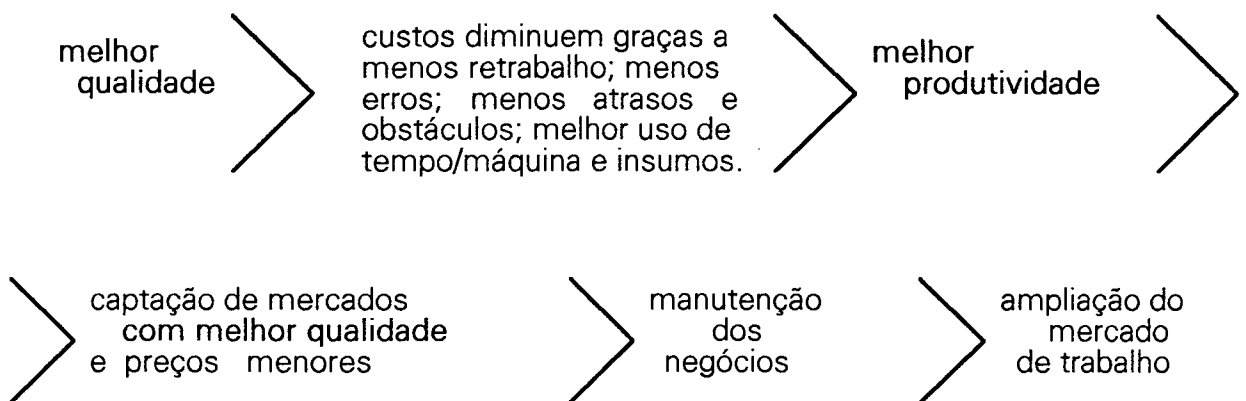 melhor
qualidade
custos diminuem graças a
menos retrabalho; menos
erros; menos atrasos e
obstáculos; melhor uso de
tempo/máquina e insumos.
melhor
produtividade
captação de mercados
com melhor qualidade
e preços menores
manutenção
dos
negócios
ampliação do
mercado
de trabalho